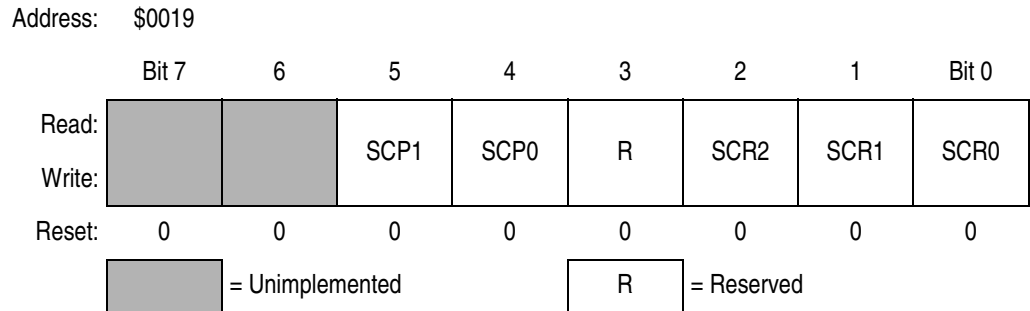 Address: $0019
Bit 7 6 5 4 3 2 1 Bit 0
Read:
SCP1 SCP0 R SCR2 SCR1 SCR0
Write:
Reset: 0 0 0 0 0 0 0 0
= Unimplemented R = Reserved